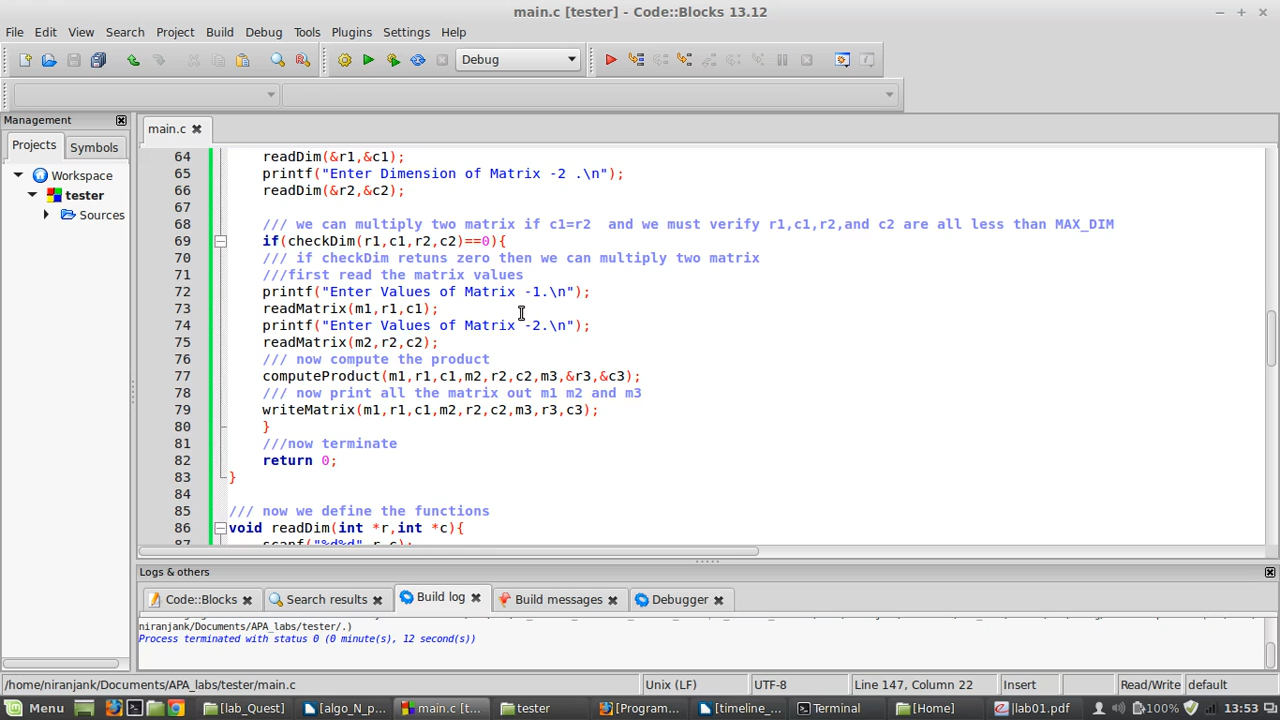 main.c [tester] - Code::Blocks 13.12
File Edit View Search Project Build Debug Tools Plugins Settings Help
Debug
Management
main.c
Projects Symbols
Workspace
tester
Sources
64 readDim(&r1,&c1);
65 printf("Enter Dimension of Matrix -2 .\n");
66 readDim(&r2,&c2);
67
68 /// we can multiply two matrix if c1=r2  and we must verify r1,c1,r2,and c2 are all less than MAX_DIM
69 if(checkDim(r1,c1,r2,c2)==0){
70 /// if checkDim retuns zero then we can multiply two matrix
71 ///first read the matrix values
72 printf("Enter Values of Matrix -1.\n");
73 readMatrix(m1,r1,c1);
74 printf("Enter Values of Matrix -2.\n");
75 readMatrix(m2,r2,c2);
76 /// now compute the product
77 computeProduct(m1,r1,c1,m2,r2,c2,m3,&r3,&c3);
78 /// now print all the matrix out m1 m2 and m3
79 writeMatrix(m1,r1,c1,m2,r2,c2,m3,r3,c3);
80 }
81 ///now terminate
82 return 0;
83 }
84
85 /// now we define the functions
86 void readDim(int *r,int *c){
87 scanf("%d%d",r,c);
Logs & others
Code::Blocks Search results Build log Build messages Debugger
niranjank/Documents/APA_labs/tester/.)
Process terminated with status 0 (0 minute(s), 12 second(s))
/home/niranjank/Documents/APA_labs/tester/main.c Unix (LF) UTF-8 Line 147, Column 22 Insert Read/Write default
Menu [lab_Quest] [algo_N_p... main.c [t... tester [Program... [timeline_... Terminal [Home] lab01.pdf 100% 13:53